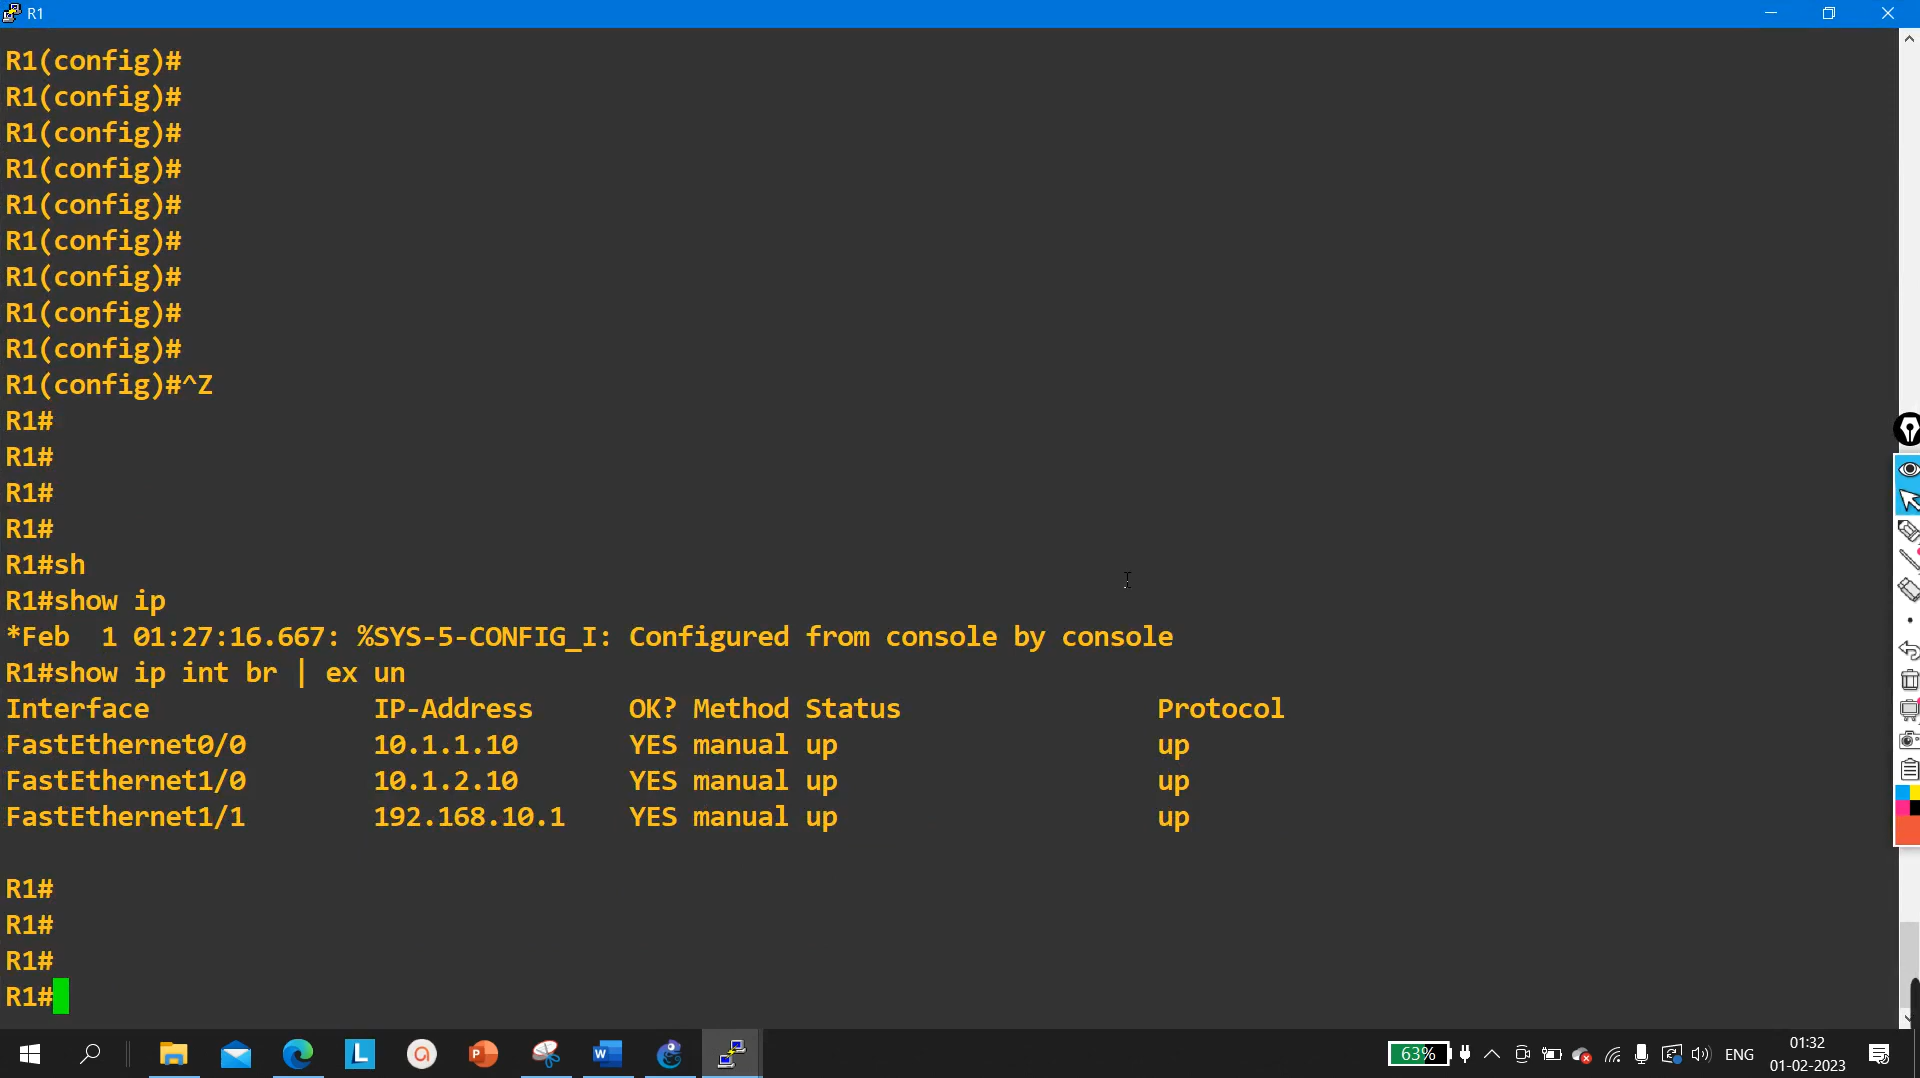 R1
R1(config)#
R1(config)#
R1(config)#
R1(config)#
R1(config)#
R1(config)#
R1(config)#
R1(config)#
R1(config)#
R1(config)#^Z
R1#
R1#
R1#
R1#
R1#sh
R1#show ip
*Feb  1 01:27:16.667: %SYS-5-CONFIG_I: Configured from console by console
R1#show ip int br | ex un
Interface              IP-Address      OK? Method Status                Protocol
FastEthernet0/0        10.1.1.10       YES manual up                    up
FastEthernet1/0        10.1.2.10       YES manual up                    up
FastEthernet1/1        192.168.10.1    YES manual up                    up
R1#
R1#
R1#
R1#
63% ENG 01:32
01-02-2023